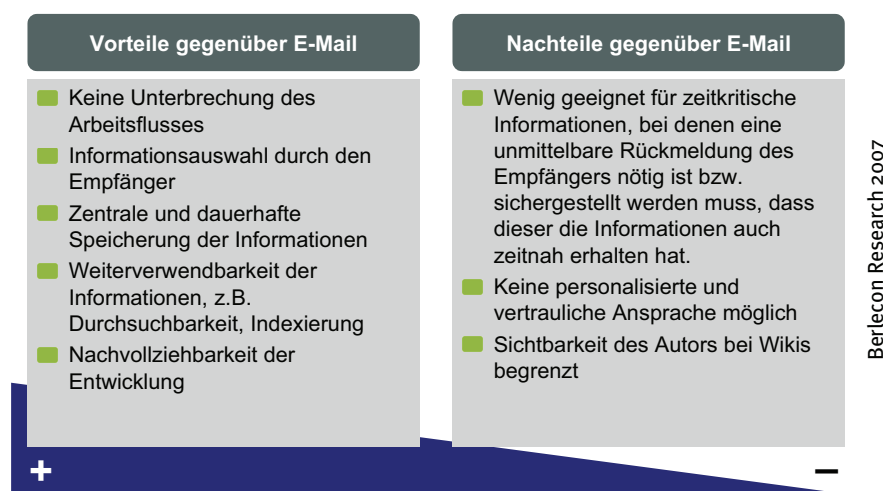 Vorteile gegenüber E-Mail
Keine Unterbrechung des
Arbeitsflusses
Informationsauswahl durch den
Empfänger
Zentrale und dauerhafte
Speicherung der Informationen
Weiterverwendbarkeit der
Informationen, z.B.
Durchsuchbarkeit, Indexierung
Nachvollziehbarkeit der
Entwicklung
+
Nachteile gegenüber E-Mail
Wenig geeignet für zeitkritische
Informationen, bei denen eine
unmittelbare Rückmeldung des
Empfängers nötig ist bzw.
sichergestellt werden muss, dass
dieser die Informationen auch
zeitnah erhalten hat.
Keine personalisierte und
vertrauliche Ansprache möglich
Sichtbarkeit des Autors bei Wikis
begrenzt
–
Berlecon Research 2007